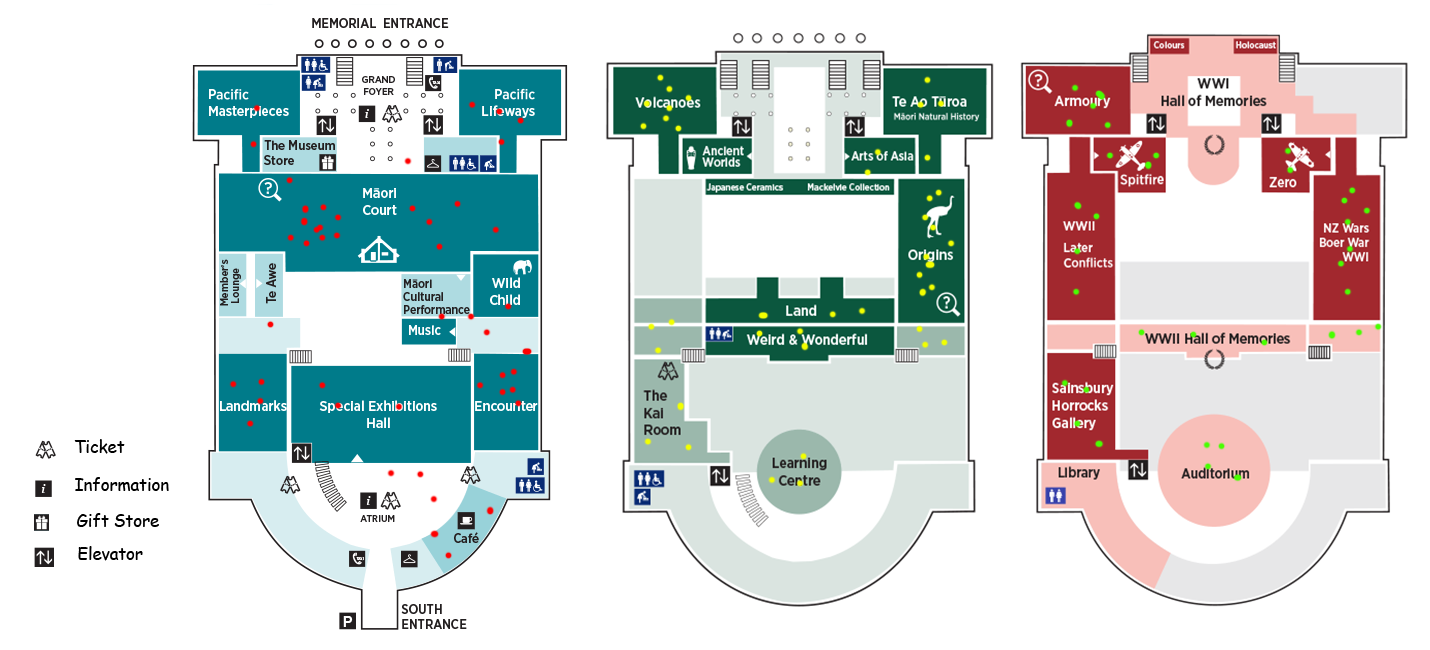 MEMORIAL ENTRANCE
GRAND
FOYER
Pacific
Masterpieces
Pacific
Lifeways
The Museum
Store
Māori
Court
Member's
Lounge
Te Awe
Māori
Cultural
Performance
Wild
Child
Music
Landmarks
Special Exhibitions
Hall
Encounter
ATRIUM
Café
P
SOUTH
ENTRANCE
Ticket
Information
Gift Store
Elevator
Volcanoes
Te Ao Tūroa
Māori Natural History
Ancient
Worlds
Arts of Asia
Japanese Ceramics
Mackelvie Collection
Origins
Land
Weird & Wonderful
The
Kai
Room
Learning
Centre
Colours
Holocaust
WWI
Hall of Memories
Armoury
Spitfire
Zero
WWII
Later
Conflicts
NZ Wars
Boer War
WWI
WWII Hall of Memories
Sainsbury
Horrocks
Gallery
Library
Auditorium